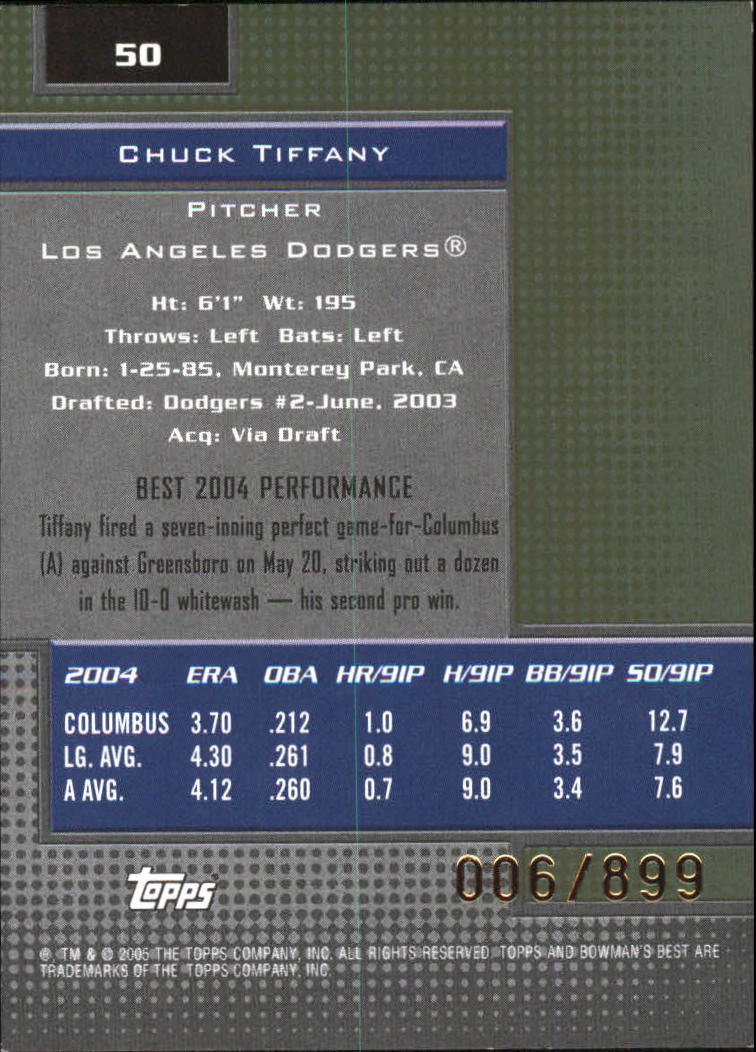 50
CHUCK TIFFANY
PITCHER
LOS ANGELES DODGERS®
Ht: 6'1" Wt: 195
Throws: Left Bats: Left
Born: 1-25-85, Monterey Park, CA
Drafted: Dodgers #2-June, 2003
Acq: Via Draft
BEST 2004 PERFORMANCE
Tiffany fired a seven-inning perfect game-for-Columbus
(A) against Greensboro on May 20, striking out a dozen
in the 10-0 whitewash — his second pro win.
2004 ERA OBA HR/9IP H/9IP BB/9IP SO/9IP
COLUMBUS 3.70 .212 1.0 6.9 3.6 12.7
LG. AVG. 4.30 .261 0.8 9.0 3.5 7.9
A AVG. 4.12 .260 0.7 9.0 3.4 7.6
topps
006/899
®, TM & © 2005 THE TOPPS COMPANY, INC. ALL RIGHTS RESERVED. TOPPS AND BOWMAN'S BEST ARE
TRADEMARKS OF THE TOPPS COMPANY, INC.